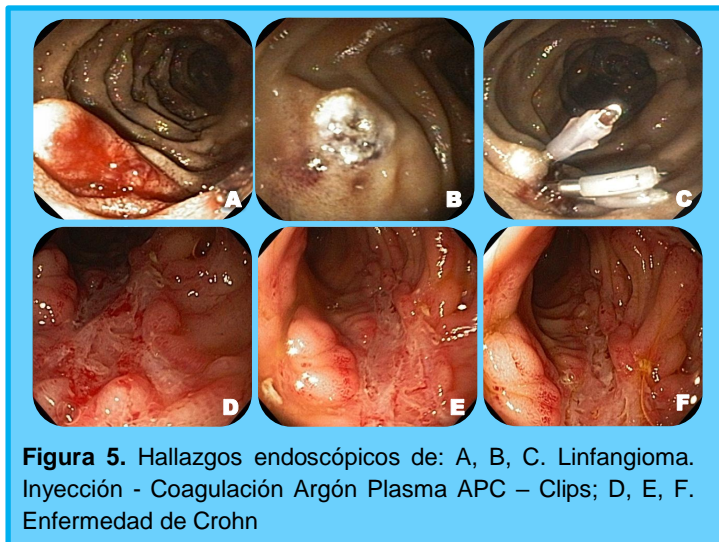 A
B
C
D
E
F
Figura 5. Hallazgos endoscópicos de: A, B, C. Linfangioma.
Inyección - Coagulación Argón Plasma APC – Clips; D, E, F.
Enfermedad de Crohn